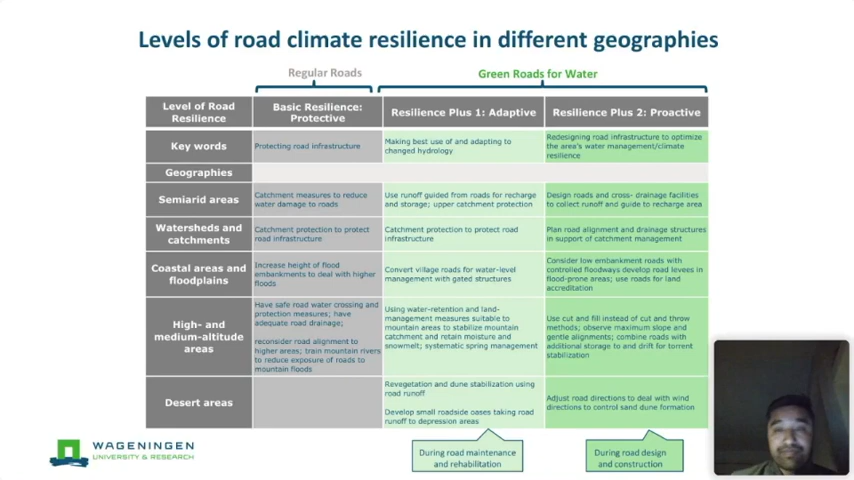 Levels of road climate resilience in different geographies
Regular Roads
Green Roads for Water
Level of Road
Resilience
Basic Resilience:
Protective
Resilience Plus 1: Adaptive
Resilience Plus 2: Proactive
Key words
Protecting road infrastructure
Making best use of and adapting to
changed hydrology
Redesigning road infrastructure to optimize
the area's water management/climate
resilience
Geographies
Semiarid areas
Catchment measures to reduce
water damage to roads
Use runoff guided from roads for recharge
and storage; upper catchment protection
Design roads and cross- drainage facilities
to collect runoff and guide to recharge area
Watersheds and
catchments
Catchment protection to protect
road infrastructure
Catchment protection to protect road
infrastructure
Plan road alignment and drainage structures
in support of catchment management
Coastal areas and
floodplains
Increase height of flood
embankments to deal with higher
floods
Convert village roads for water-level
management with gated structures
Consider low embankment roads with
controlled floodways develop road levees in
flood-prone areas; use roads for land
accreditation
High- and
medium-altitude
areas
Have safe road water crossing and
protection measures; have
adequate road drainage;
reconsider road alignment to
higher areas; train mountain rivers
to reduce exposure of roads to
mountain floods
Using water-retention and land-
management measures suitable to
mountain areas to stabilize mountain
catchment and retain moisture and
snowmelt; systematic spring management
Use cut and fill instead of cut and throw
methods; observe maximum slope and
gentle alignments; combine roads with
additional storage to and drift for torrent
stabilization
Desert areas
Revegetation and dune stabilization using
road runoff
Develop small roadside oases taking road
runoff to depression areas
Adjust road directions to deal with wind
directions to control sand dune formation
During road maintenance
and rehabilitation
During road design
and construction
WAGENINGEN
UNIVERSITY & RESEARCH